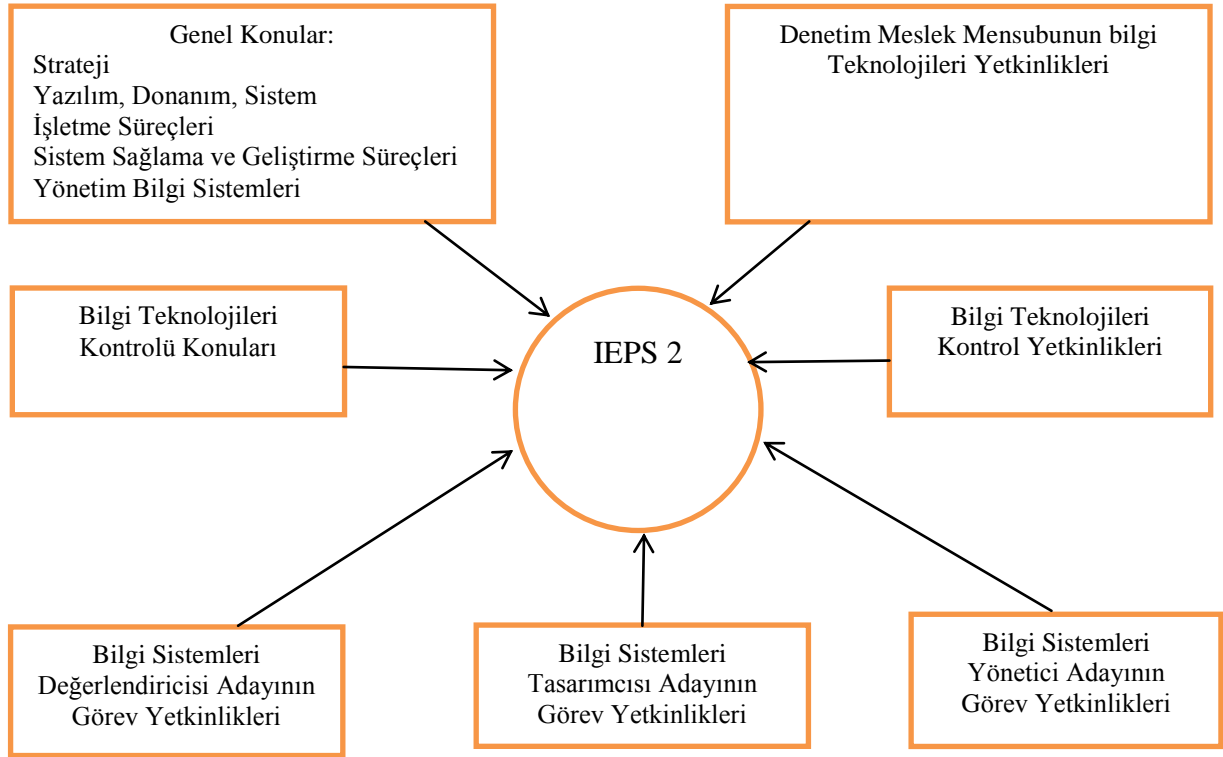 Genel Konular:
Strateji
Yazılım, Donanım, Sistem
İşletme Süreçleri
Sistem Sağlama ve Geliştirme Süreçleri
Yönetim Bilgi Sistemleri
Denetim Meslek Mensubunun bilgi
Teknolojileri Yetkinlikleri
Bilgi Teknolojileri
Kontrolü Konuları
IEPS 2
Bilgi Teknolojileri
Kontrol Yetkinlikleri
Bilgi Sistemleri
Değerlendiricisi Adayının
Görev Yetkinlikleri
Bilgi Sistemleri
Tasarımcısı Adayının
Görev Yetkinlikleri
Bilgi Sistemleri
Yönetici Adayının
Görev Yetkinlikleri